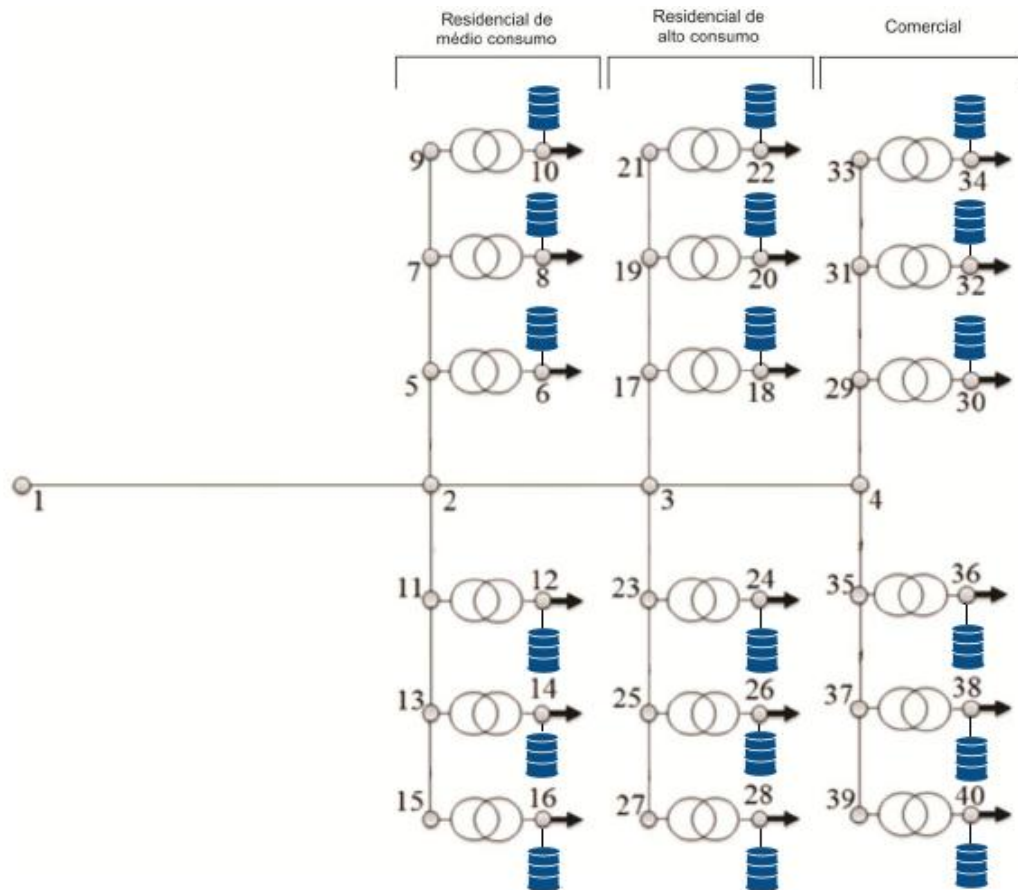 Residencial de
médio consumo
Residencial de
alto consumo
Comercial
9 10 21 22 33 34
7 8 19 20 31 32
5 6 17 18 29 30
1 2 3 4
11 12 23 24 35 36
13 14 25 26 37 38
15 16 27 28 39 40